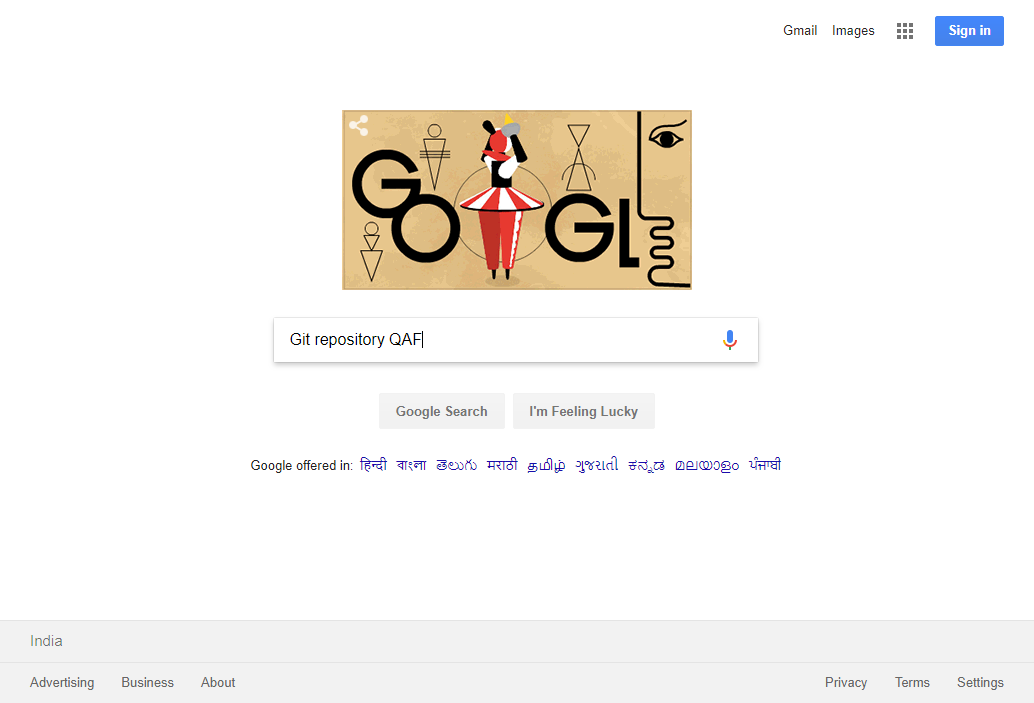 Gmail Images Sign in
GOOGL
Git repository QAF
Google Search I'm Feeling Lucky
Google offered in: हिन्दी বাংলা తెలుగు मराठी தமிழ் ગુજરાતી ಕನ್ನಡ മലയാളം ਪੰਜਾਬੀ
India
Advertising Business About Privacy Terms Settings